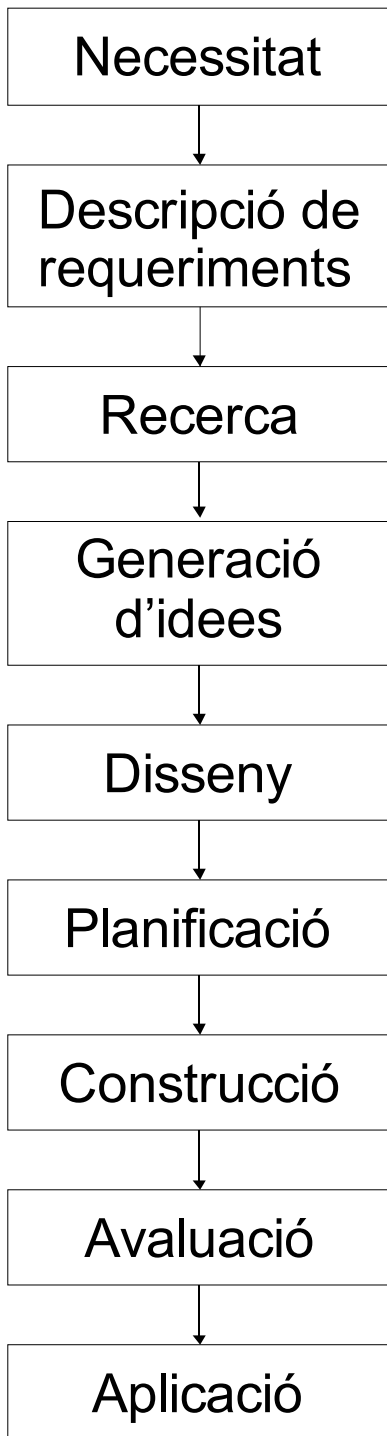 Necessitat
Descripció de
requeriments
Recerca
Generació
d’idees
Disseny
Planificació
Construcció
Avaluació
Aplicació